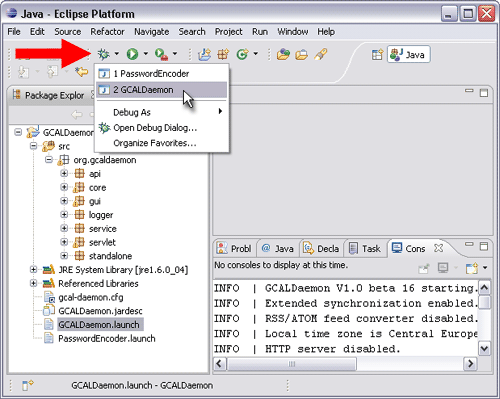 Java - Eclipse Platform
File Edit Source Refactor Navigate Search Project Run Window Help
Java
1 PasswordEncoder
2 GCALDaemon
Debug As
Open Debug Dialog...
Organize Favorites...
Package Explor
GCALDaemon
src
org.gcaldaemon
api
core
gui
logger
service
servlet
standalone
JRE System Library [jre1.6.0_04]
Referenced Libraries
gcal-daemon.cfg
GCALDaemon.jardesc
GCALDaemon.launch
PasswordEncoder.launch
Probl Java Decla Task Cons
No consoles to display at this time.
INFO | GCALDaemon V1.0 beta 16 starting.
INFO | Extended synchronization enabled.
INFO | RSS/ATOM feed converter disabled.
INFO | Local time zone is Central Europe
INFO | HTTP server disabled.
GCALDaemon.launch - GCALDaemon